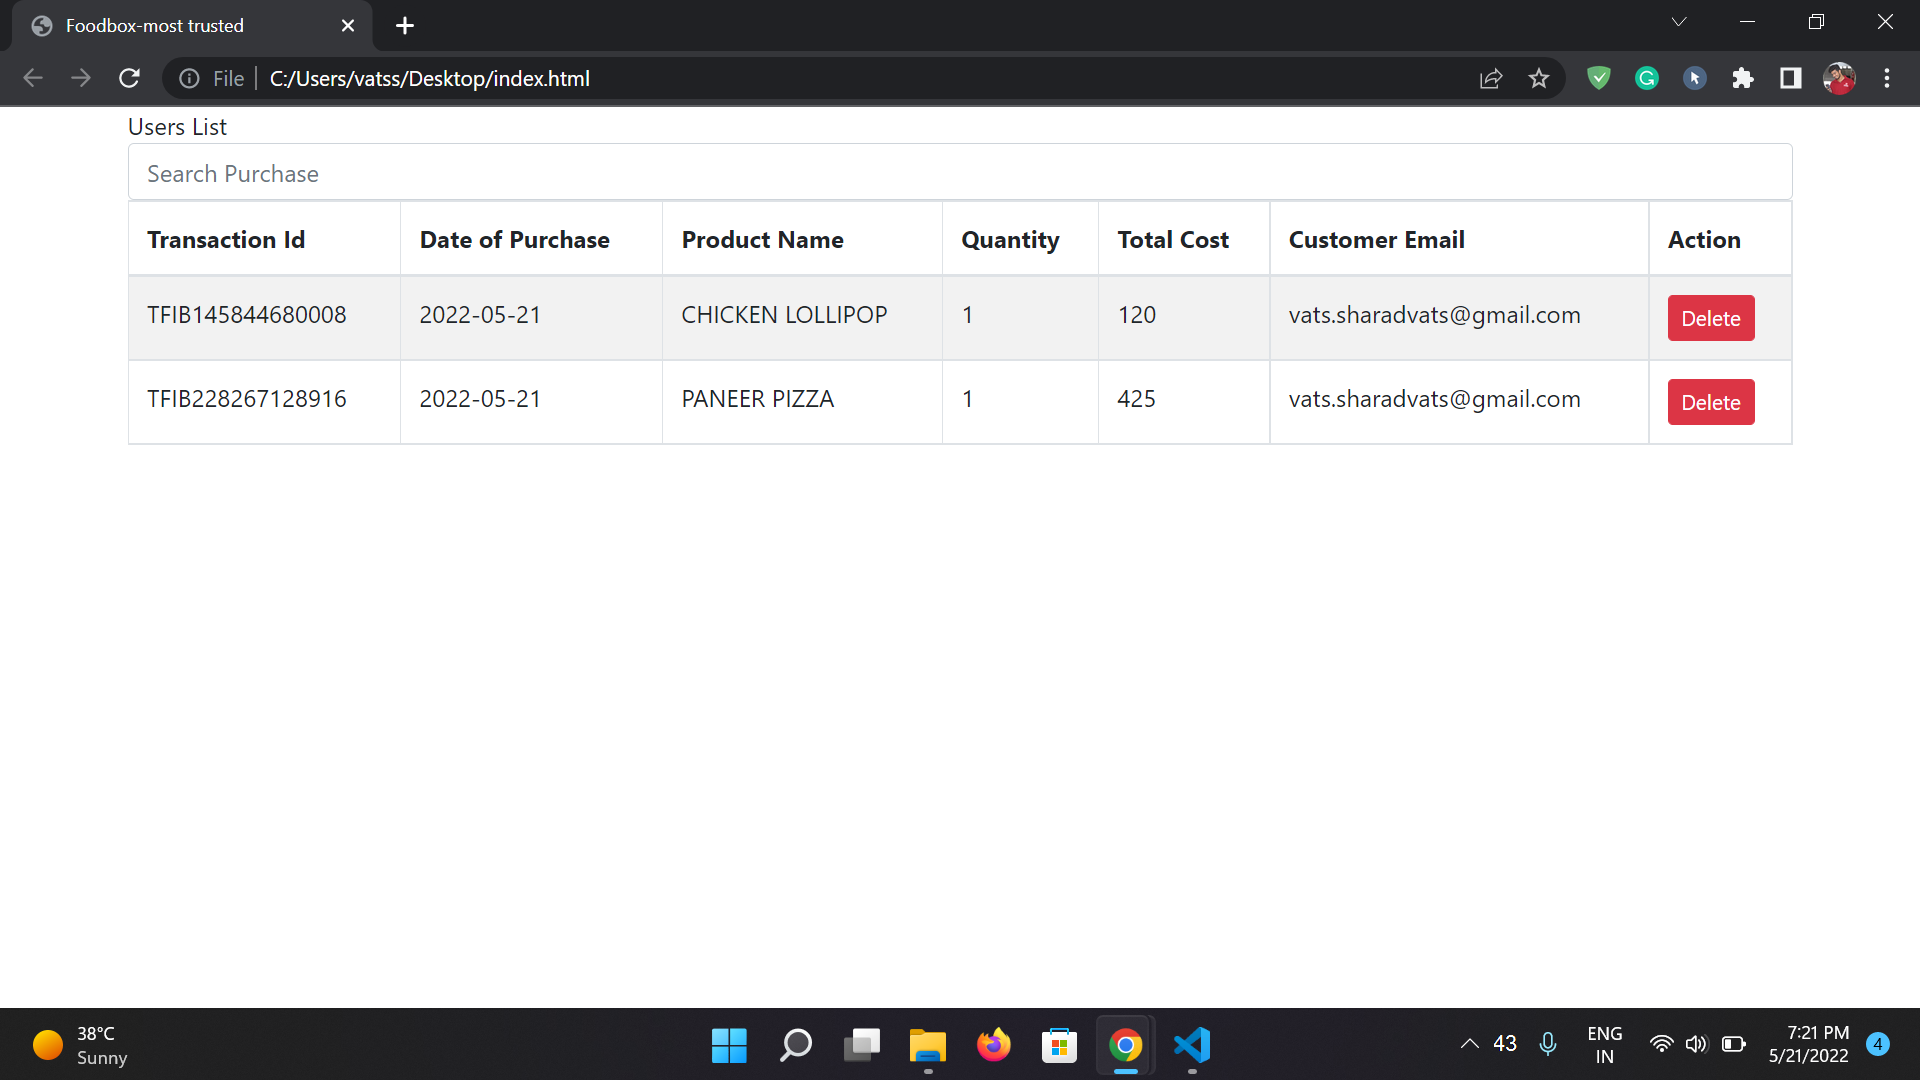 Foodbox-most trusted
File C:/Users/vatss/Desktop/index.html
Users List
Search Purchase
Transaction Id Date of Purchase Product Name Quantity Total Cost Customer Email Action
TFIB145844680008 2022-05-21 CHICKEN LOLLIPOP 1 120 vats.sharadvats@gmail.com Delete
TFIB228267128916 2022-05-21 PANEER PIZZA 1 425 vats.sharadvats@gmail.com Delete
38°C
Sunny
43
ENG
IN
7:21 PM
5/21/2022
4